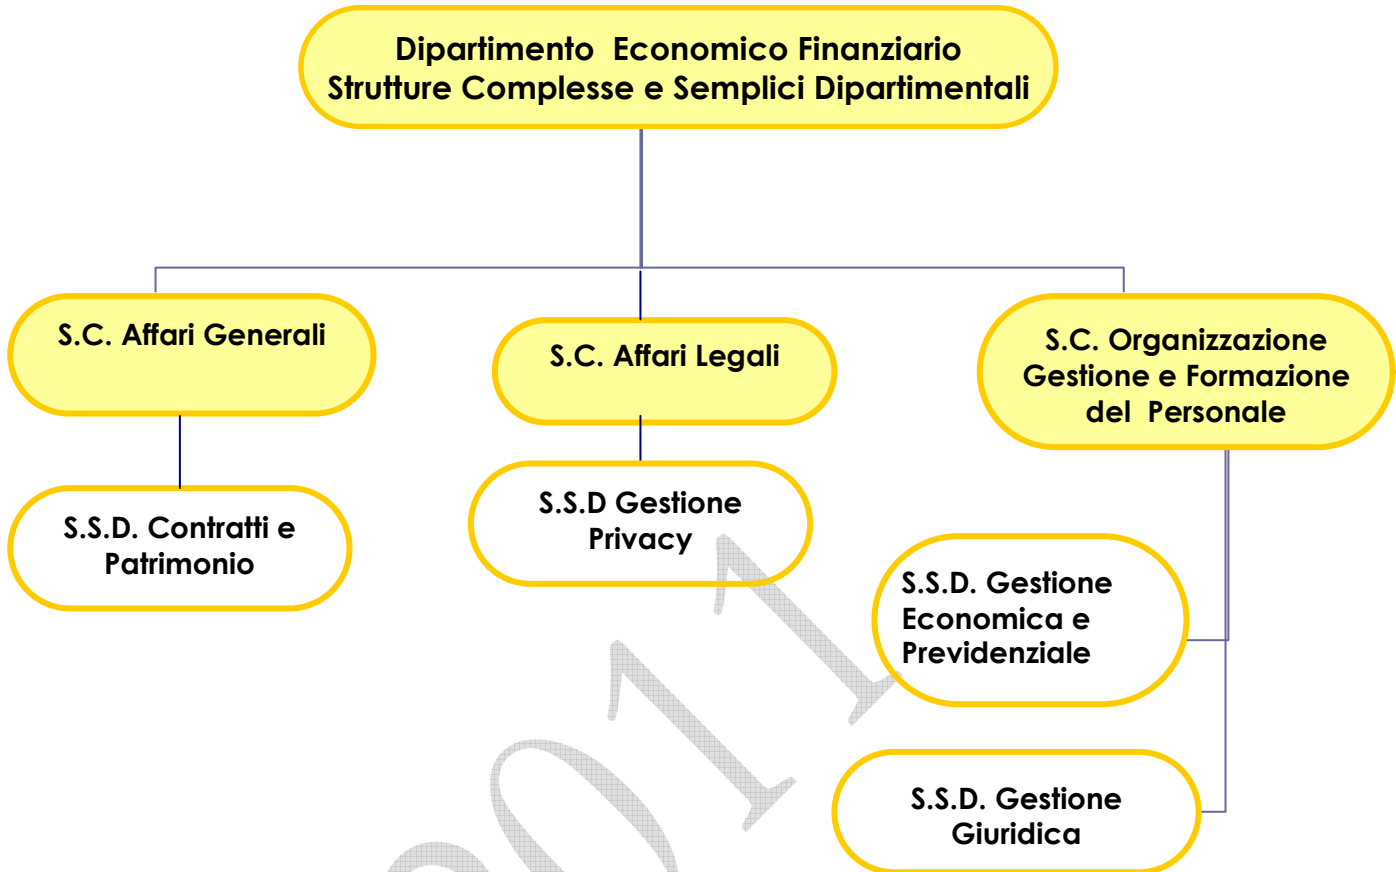 Dipartimento Economico Finanziario
Strutture Complesse e Semplici Dipartimentali
S.C. Affari Generali
S.C. Affari Legali
S.C. Organizzazione
Gestione e Formazione
del Personale
S.S.D. Contratti e
Patrimonio
S.S.D Gestione
Privacy
S.S.D. Gestione
Economica e
Previdenziale
S.S.D. Gestione
Giuridica
2011